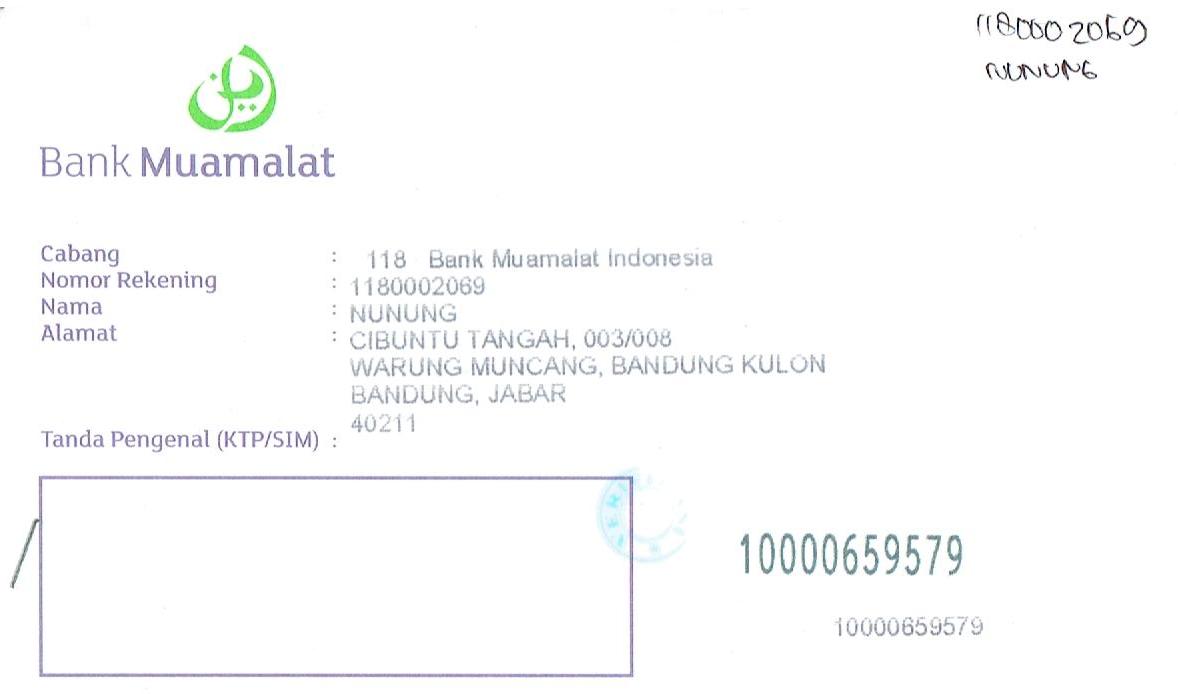 1180002069
NUNUNG
Bank Muamalat
Cabang : 118 Bank Muamalat Indonesia
Nomor Rekening : 1180002069
Nama : NUNUNG
Alamat : CIBUNTU TANGAH, 003/008
WARUNG MUNCANG, BANDUNG KULON
BANDUNG, JABAR
40211
Tanda Pengenal (KTP/SIM) :
10000659579
10000659579